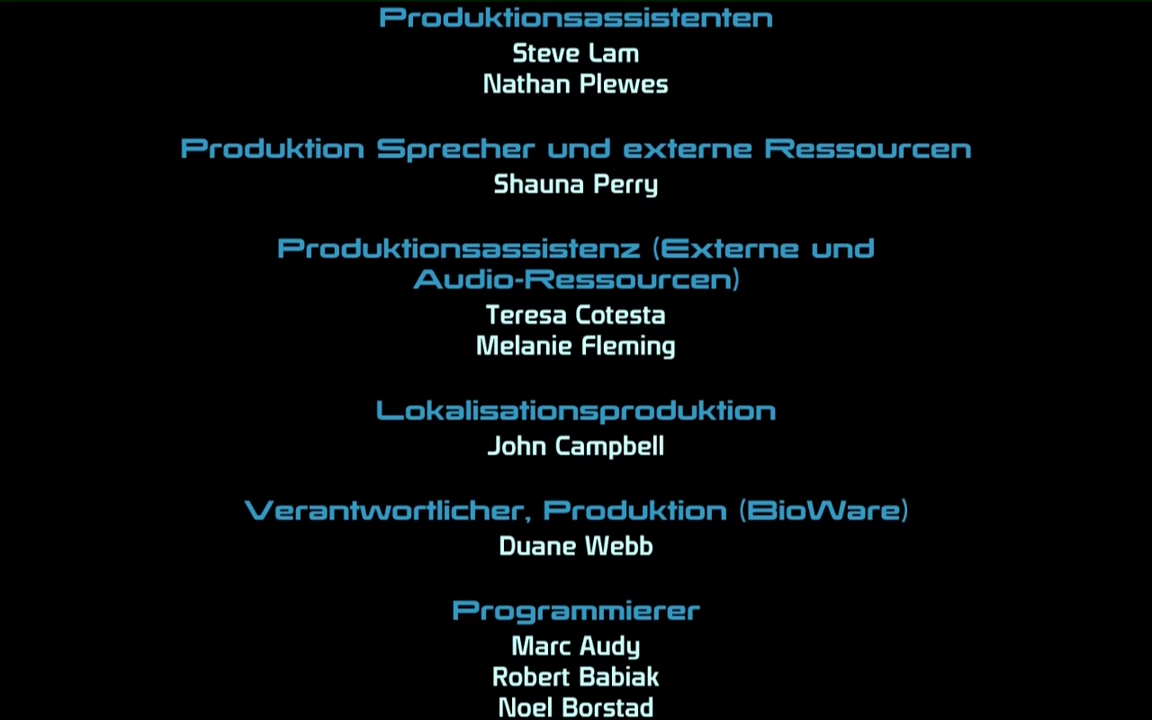 Produktionsassistenten
Steve Lam
Nathan Plewes
Produktion Sprecher und externe Ressourcen
Shauna Perry
Produktionsassistenz (Externe und
Audio-Ressourcen)
Teresa Cotesta
Melanie Fleming
Lokalisationsproduktion
John Campbell
Verantwortlicher, Produktion (BioWare)
Duane Webb
Programmierer
Marc Audy
Robert Babiak
Noel Borstad